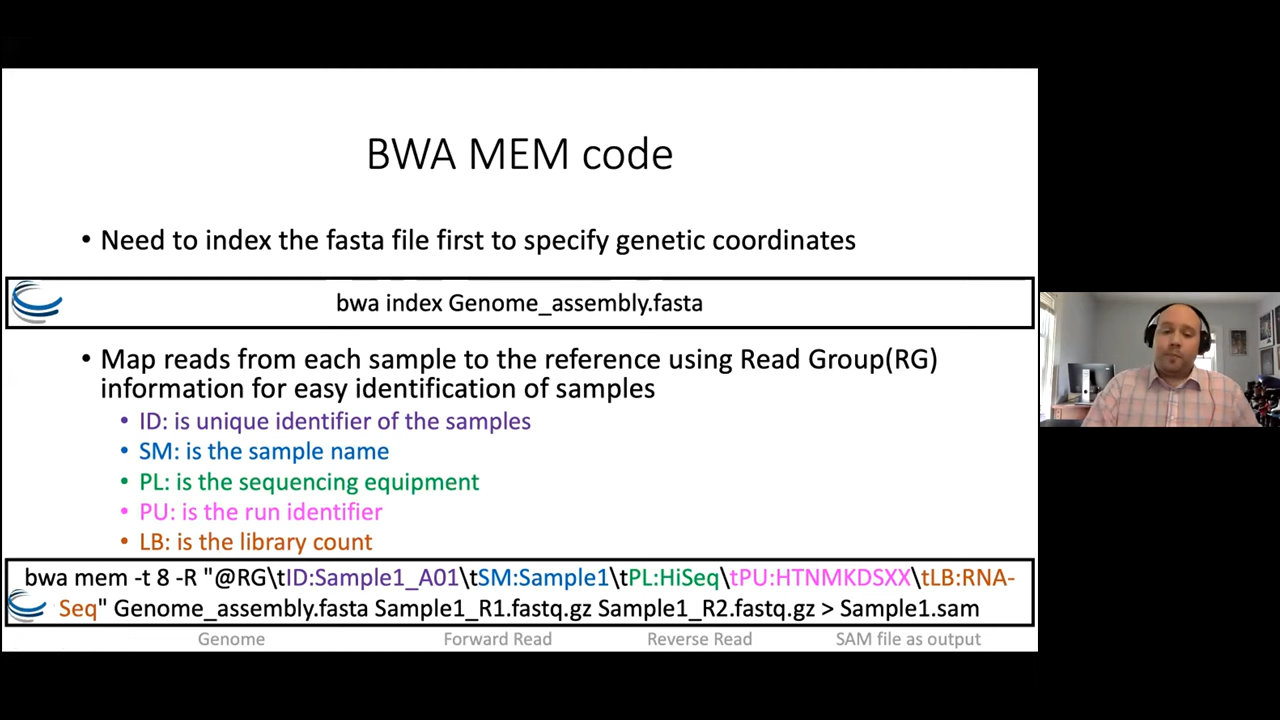 BWA MEM code
• Need to index the fasta file first to specify genetic coordinates
bwa index Genome_assembly.fasta
• Map reads from each sample to the reference using Read Group(RG)
information for easy identification of samples
• ID: is unique identifier of the samples
• SM: is the sample name
• PL: is the sequencing equipment
• PU: is the run identifier
• LB: is the library count
bwa mem -t 8 -R "@RG\tID:Sample1_A01\tSM:Sample1\tPL:HiSeq\tPU:HTNMKDSXX\tLB:RNA-
Seq" Genome_assembly.fasta Sample1_R1.fastq.gz Sample1_R2.fastq.gz > Sample1.sam
Genome Forward Read Reverse Read SAM file as output